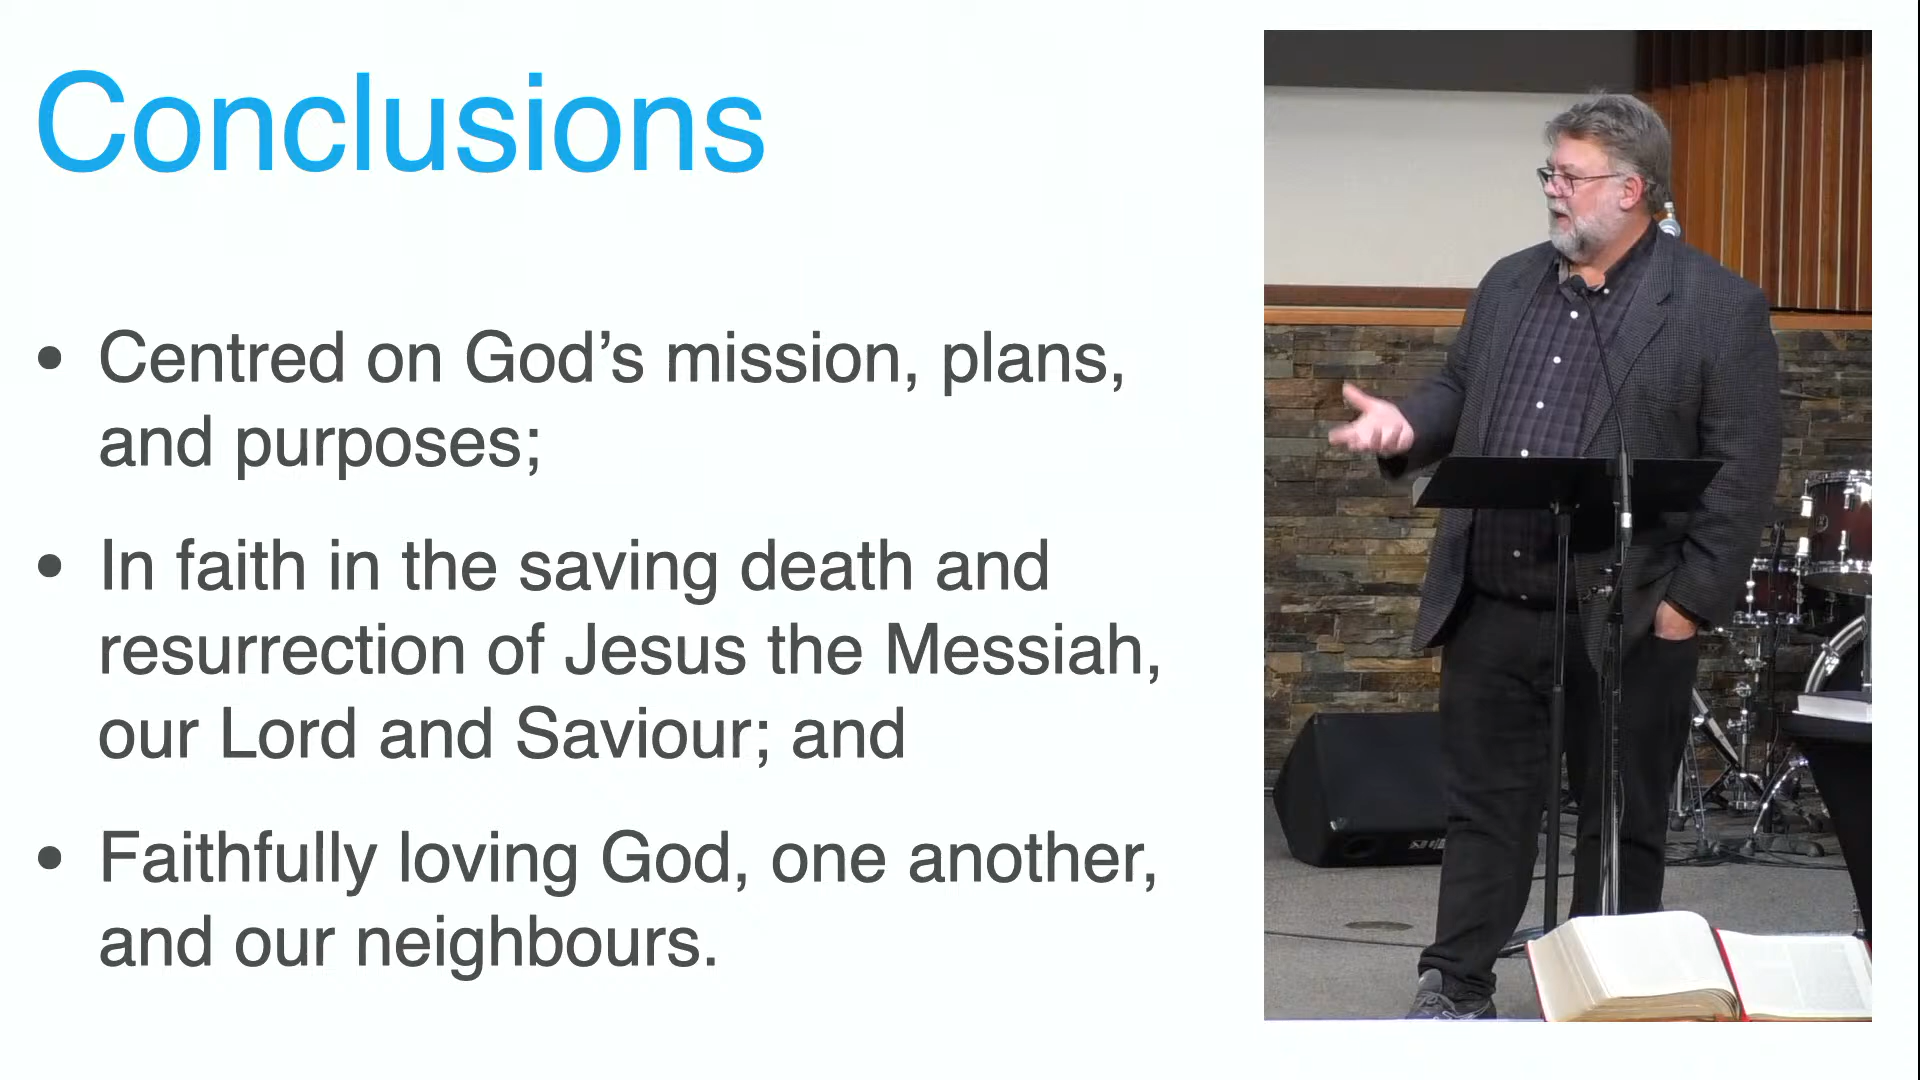 Conclusions
• Centred on God’s mission, plans,
and purposes;
• In faith in the saving death and
resurrection of Jesus the Messiah,
our Lord and Saviour; and
• Faithfully loving God, one another,
and our neighbours.